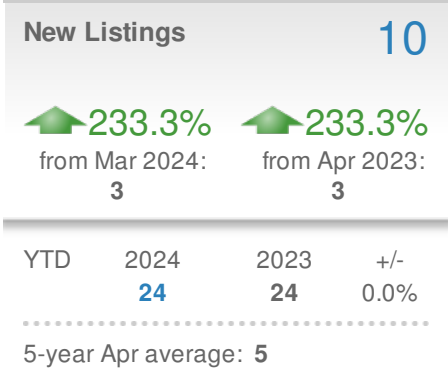 New Listings 10
233.3% 233.3%
from Mar 2024: from Apr 2023:
3 3
YTD 2024 2023 +/-
24 24 0.0%
5-year Apr average: 5